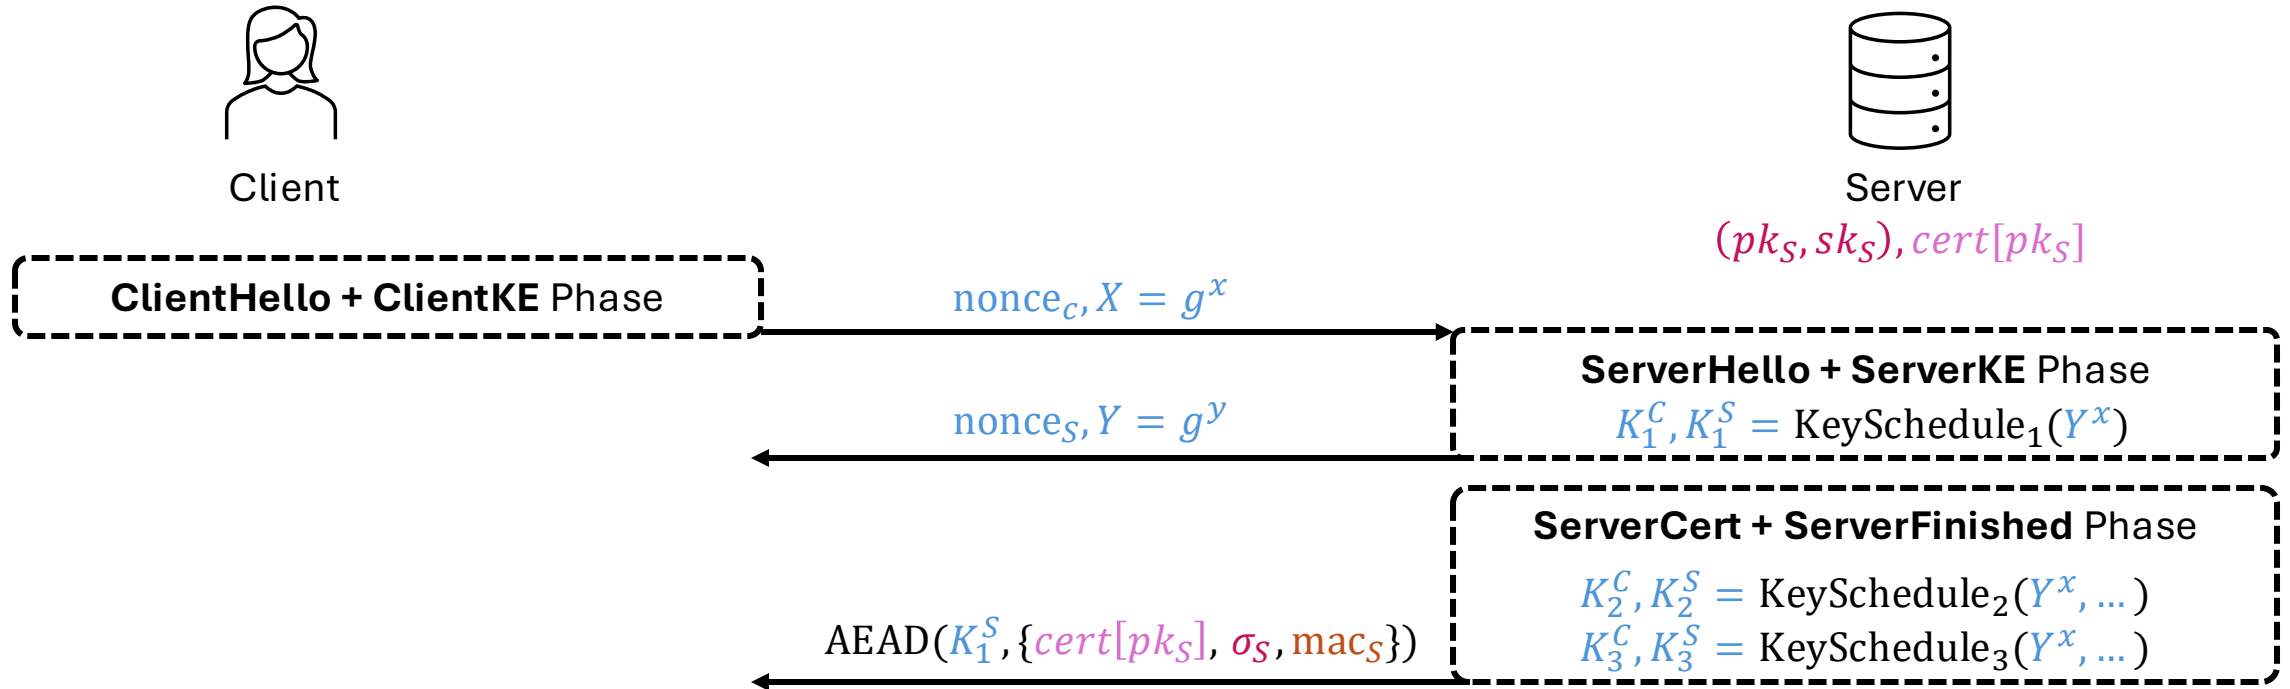 Client
Server
(pk_S, sk_S), cert[pk_S]
ClientHello + ClientKE Phase
nonce_c, X = g^x
ServerHello + ServerKE Phase
K_1^C, K_1^S = KeySchedule_1(Y^x)
nonce_S, Y = g^y
ServerCert + ServerFinished Phase
K_2^C, K_2^S = KeySchedule_2(Y^x, ...)
K_3^C, K_3^S = KeySchedule_3(Y^x, ...)
AEAD(K_1^S, {cert[pk_S], σ_S, mac_S})